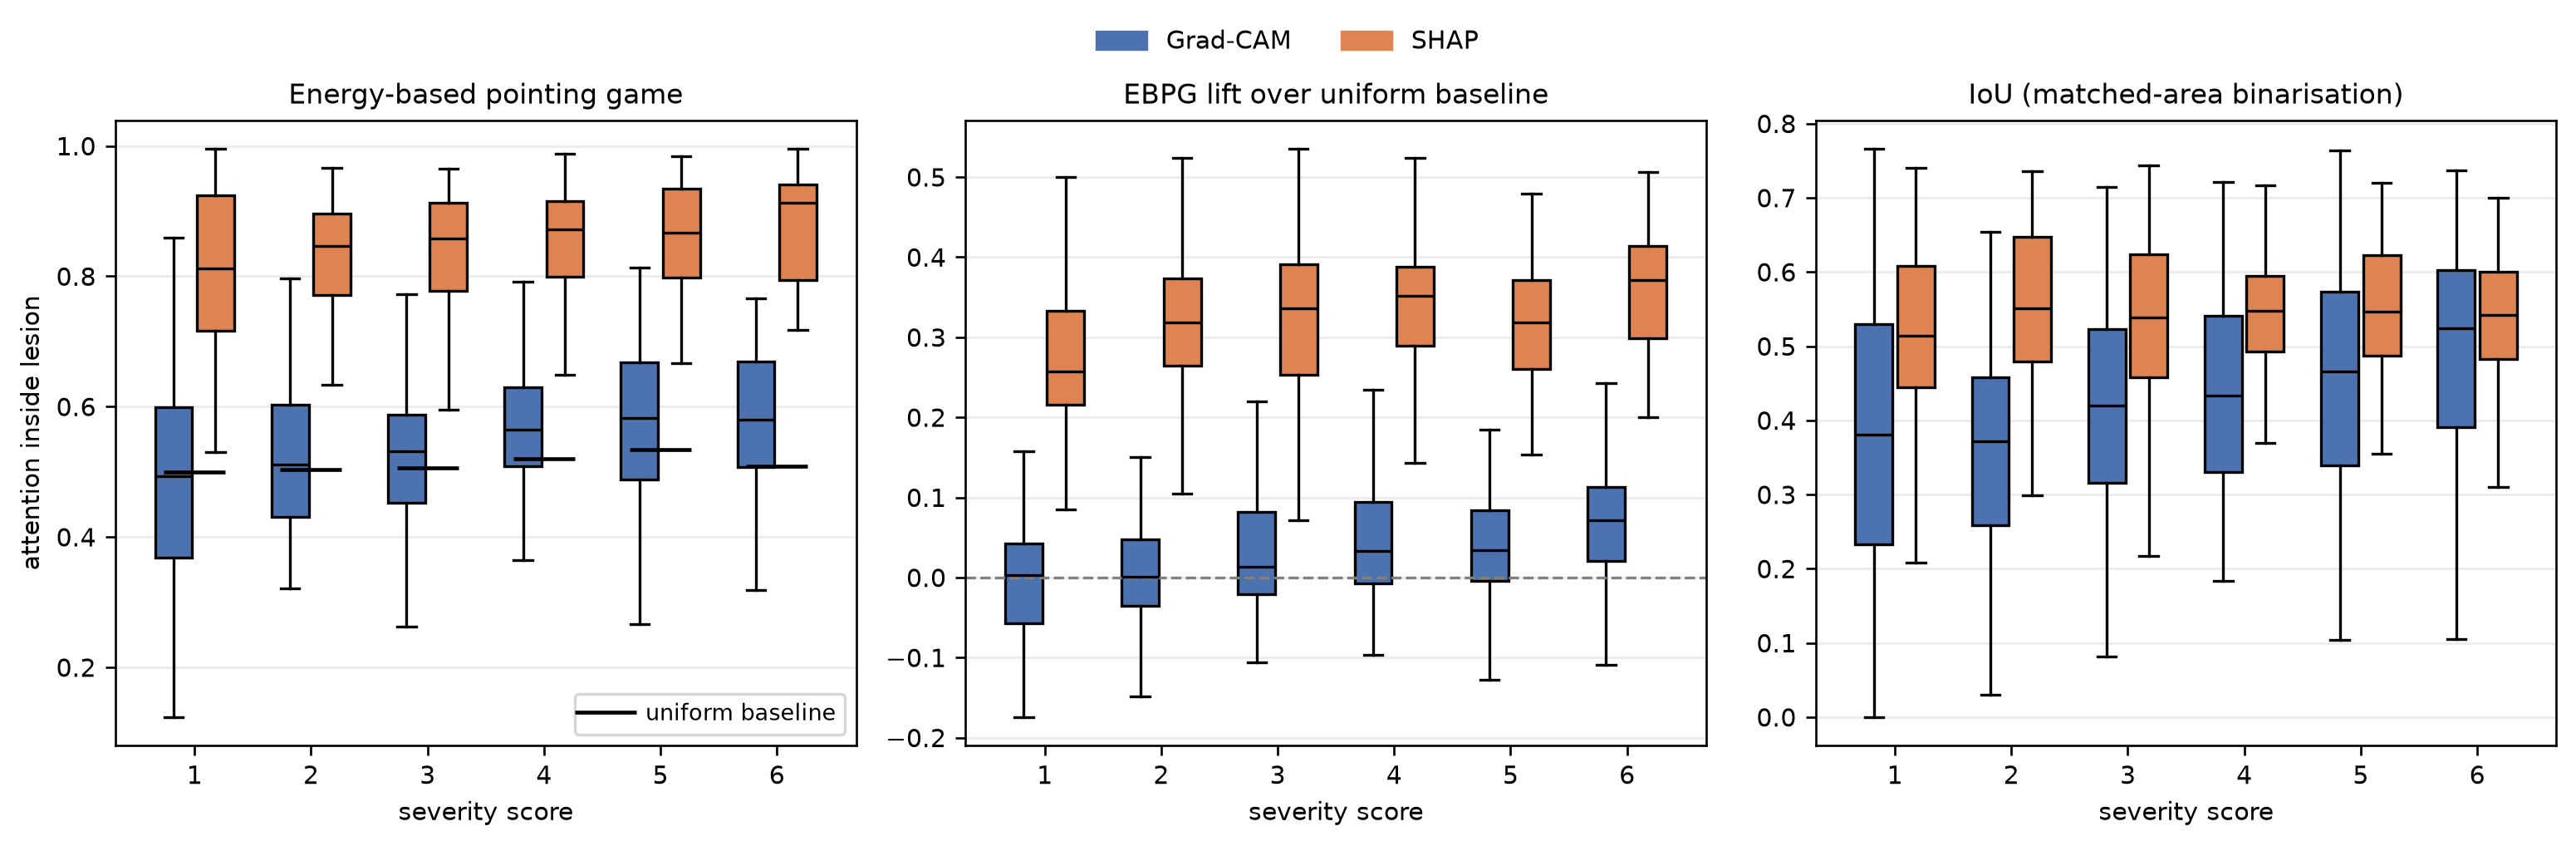 Grad-CAM SHAP
Energy-based pointing game
attention inside lesion
1.0
0.8
0.6
0.4
0.2
uniform baseline
1 2 3 4 5 6
severity score
EBPG lift over uniform baseline
0.5
0.4
0.3
0.2
0.1
0.0
−0.1
−0.2
1 2 3 4 5 6
severity score
IoU (matched-area binarisation)
0.8
0.7
0.6
0.5
0.4
0.3
0.2
0.1
0.0
1 2 3 4 5 6
severity score